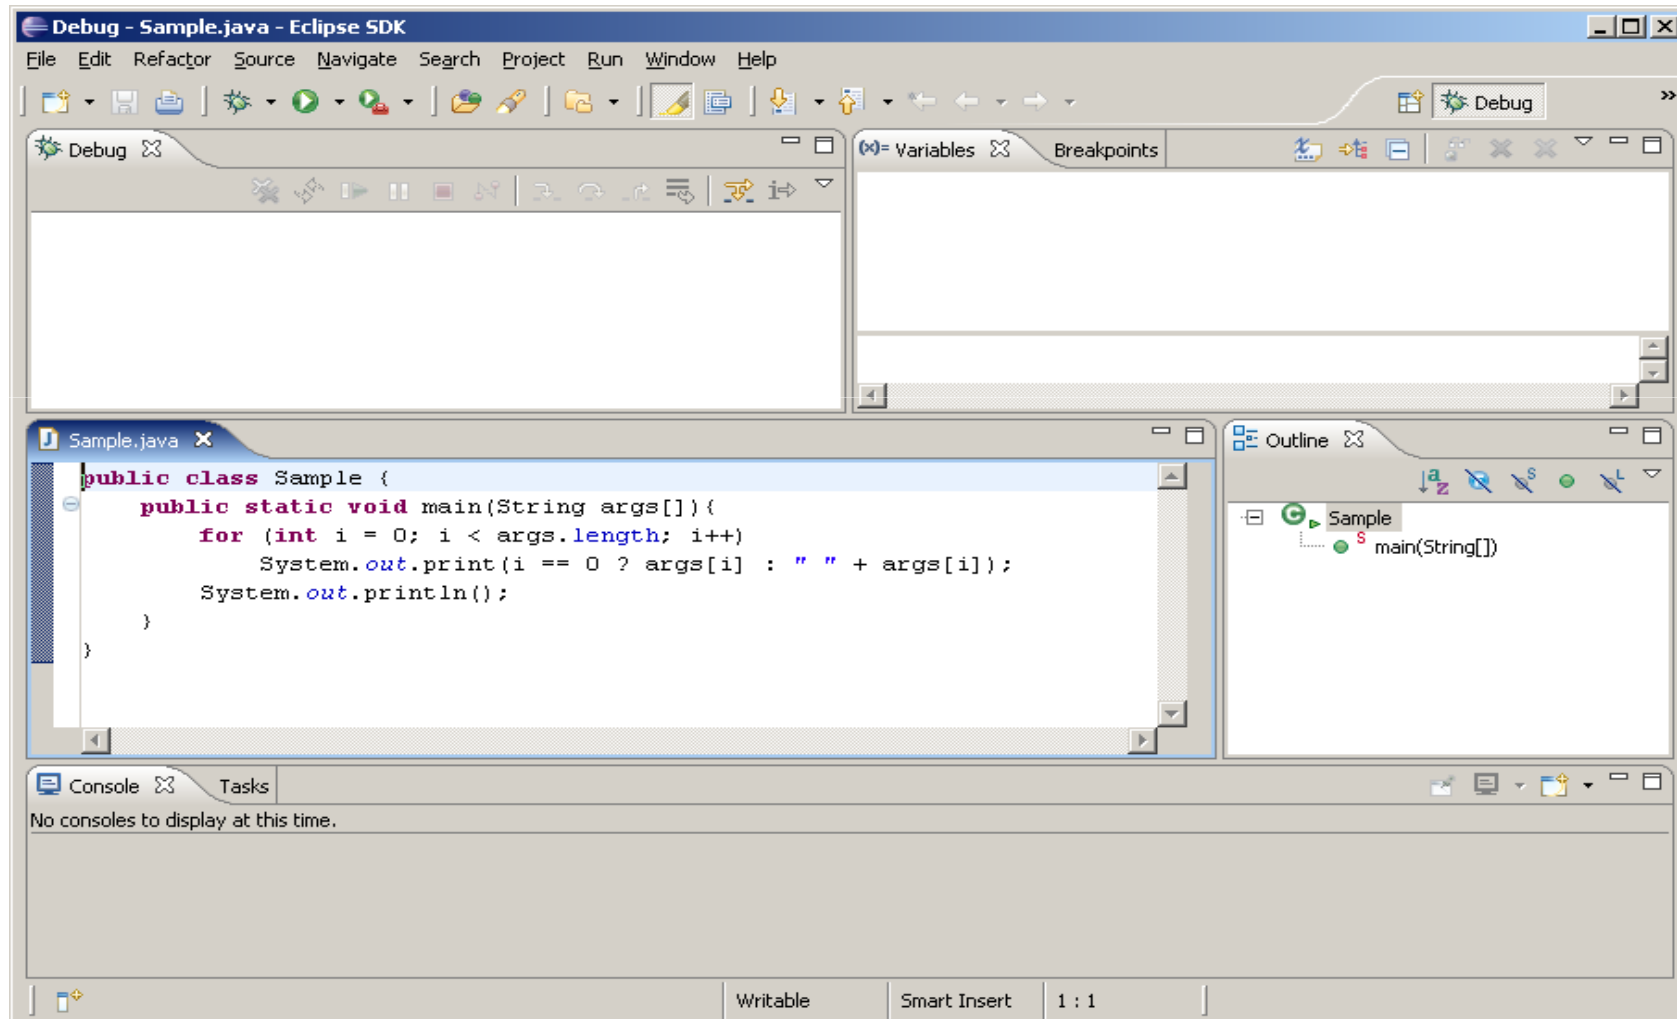 Debug - Sample.java - Eclipse SDK
File Edit Refactor Source Navigate Search Project Run Window Help
Debug
»
Debug
(x)= Variables Breakpoints
Sample.java
Outline
public class Sample {
public static void main(String args[]){
for (int i = 0; i < args.length; i++)
System.out.print(i == 0 ? args[i] : " " + args[i]);
System.out.println();
}
}
Sample
S main(String[])
Console Tasks
No consoles to display at this time.
Writable Smart Insert 1 : 1